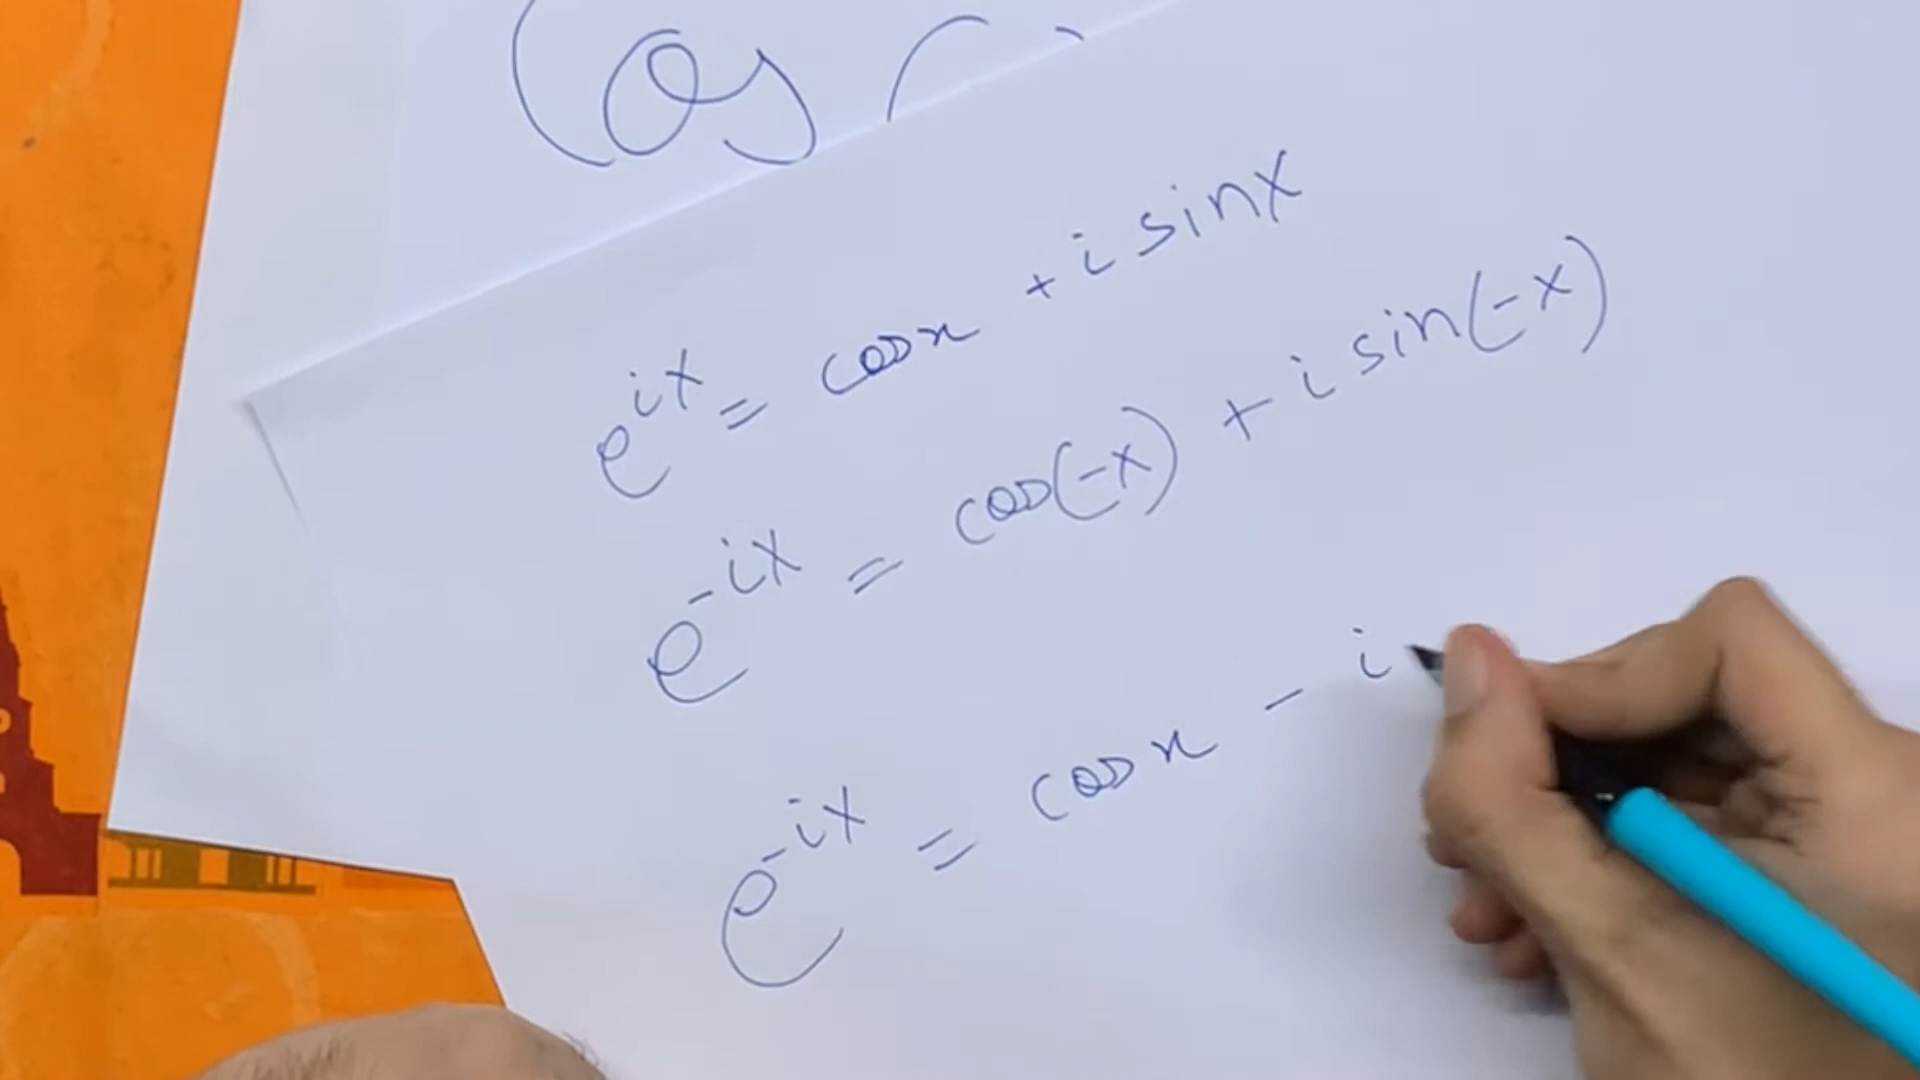 Cos
e^{ix} = cosx + i sinx
e^{-ix} = cos(-x) + i sin(-x)
e^{-ix} = cosx - i